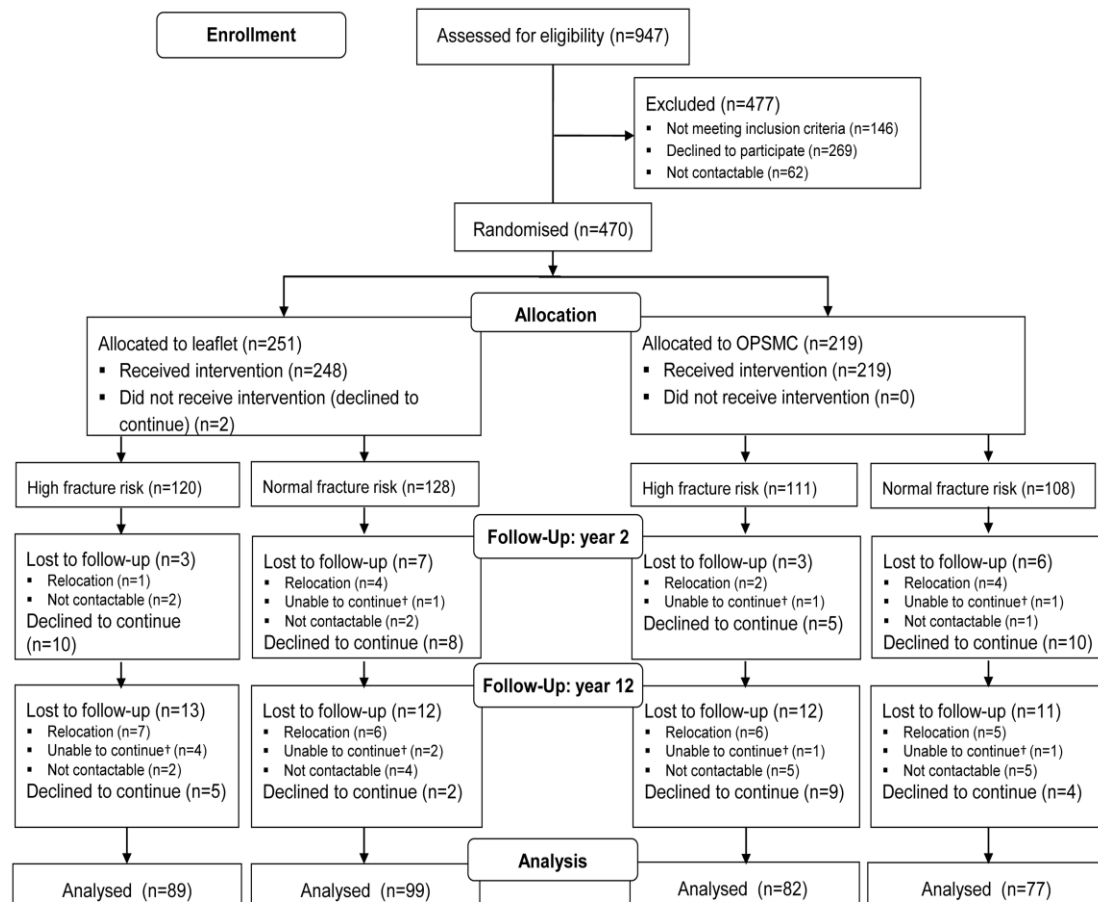 Enrollment
Assessed for eligibility (n=947)
Excluded (n=477)
▪ Not meeting inclusion criteria (n=146)
▪ Declined to participate (n=269)
▪ Not contactable (n=62)
Randomised (n=470)
Allocation
Allocated to leaflet (n=251)
▪ Received intervention (n=248)
▪ Did not receive intervention (declined to
continue) (n=2)
Allocated to OPSMC (n=219)
▪ Received intervention (n=219)
▪ Did not receive intervention (n=0)
High fracture risk (n=120)
Normal fracture risk (n=128)
High fracture risk (n=111)
Normal fracture risk (n=108)
Follow-Up: year 2
Lost to follow-up (n=3)
▪ Relocation (n=1)
▪ Not contactable (n=2)
Declined to continue
(n=10)
Lost to follow-up (n=7)
▪ Relocation (n=4)
▪ Unable to continue† (n=1)
▪ Not contactable (n=2)
Declined to continue (n=8)
Lost to follow-up (n=3)
▪ Relocation (n=2)
▪ Unable to continue† (n=1)
Declined to continue (n=5)
Lost to follow-up (n=6)
▪ Relocation (n=4)
▪ Unable to continue† (n=1)
▪ Not contactable (n=1)
Declined to continue (n=10)
Follow-Up: year 12
Lost to follow-up (n=13)
▪ Relocation (n=7)
▪ Unable to continue† (n=4)
▪ Not contactable (n=2)
Declined to continue (n=5)
Lost to follow-up (n=12)
▪ Relocation (n=6)
▪ Unable to continue† (n=2)
▪ Not contactable (n=4)
Declined to continue (n=2)
Lost to follow-up (n=12)
▪ Relocation (n=6)
▪ Unable to continue† (n=1)
▪ Not contactable (n=5)
Declined to continue (n=9)
Lost to follow-up (n=11)
▪ Relocation (n=5)
▪ Unable to continue† (n=1)
▪ Not contactable (n=5)
Declined to continue (n=4)
Analysis
Analysed (n=89)
Analysed (n=99)
Analysed (n=82)
Analysed (n=77)